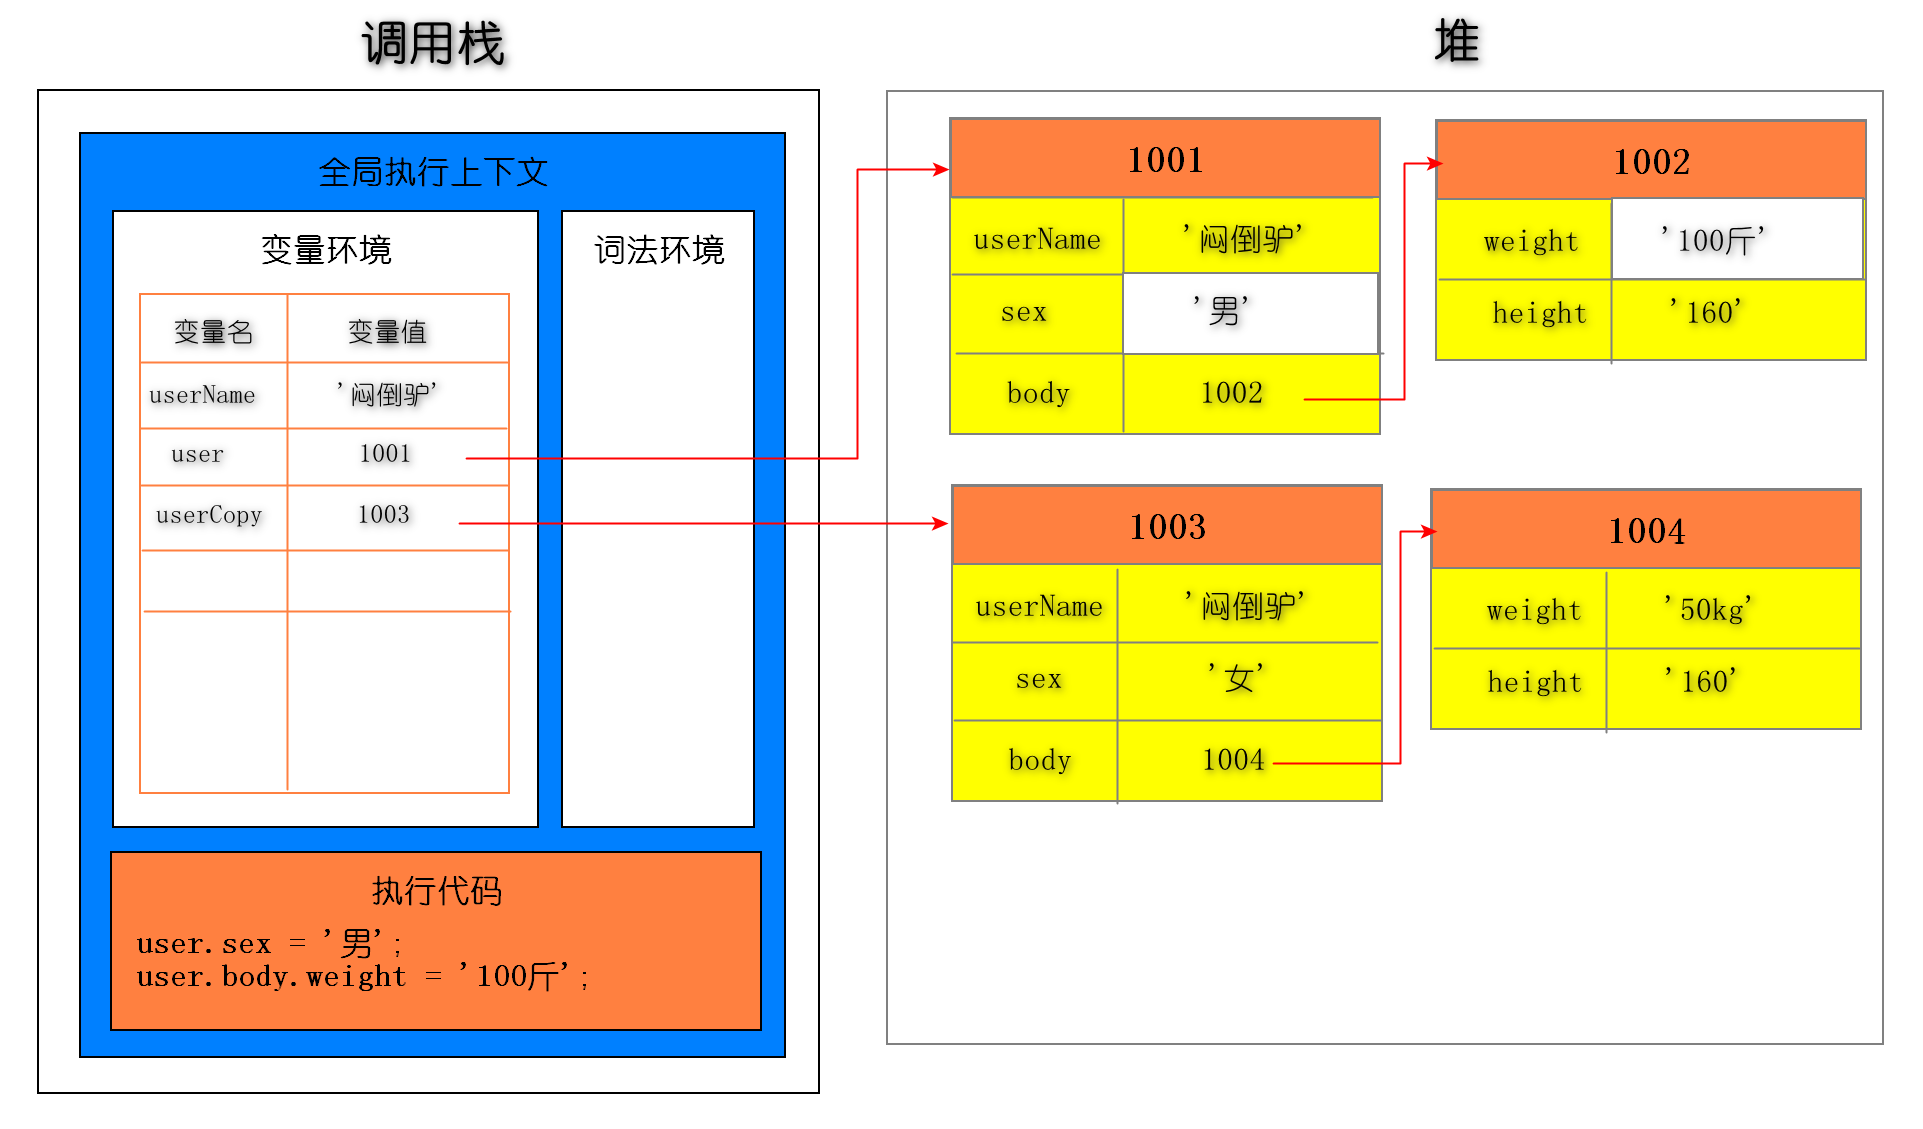 调用栈
堆
全局执行上下文
变量环境
词法环境
变量名 变量值
userName '闷倒驴'
user 1001
userCopy 1003
执行代码
user.sex = '男';
user.body.weight = '100斤';
1001
userName '闷倒驴'
sex '男'
body 1002
1002
weight '100斤'
height '160'
1003
userName '闷倒驴'
sex '女'
body 1004
1004
weight '50kg'
height '160'